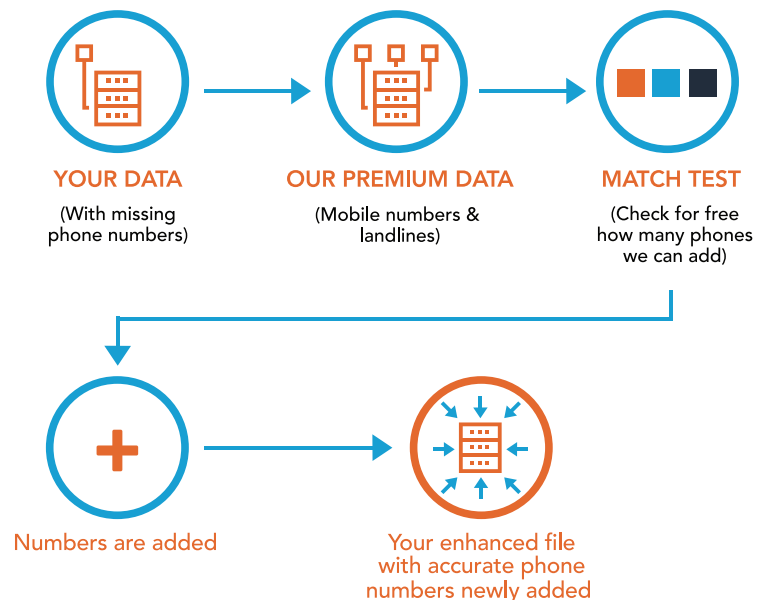 YOUR DATA
(With missing
phone numbers)
OUR PREMIUM DATA
(Mobile numbers &
landlines)
MATCH TEST
(Check for free
how many phones
we can add)
Numbers are added
Your enhanced file
with accurate phone
numbers newly added